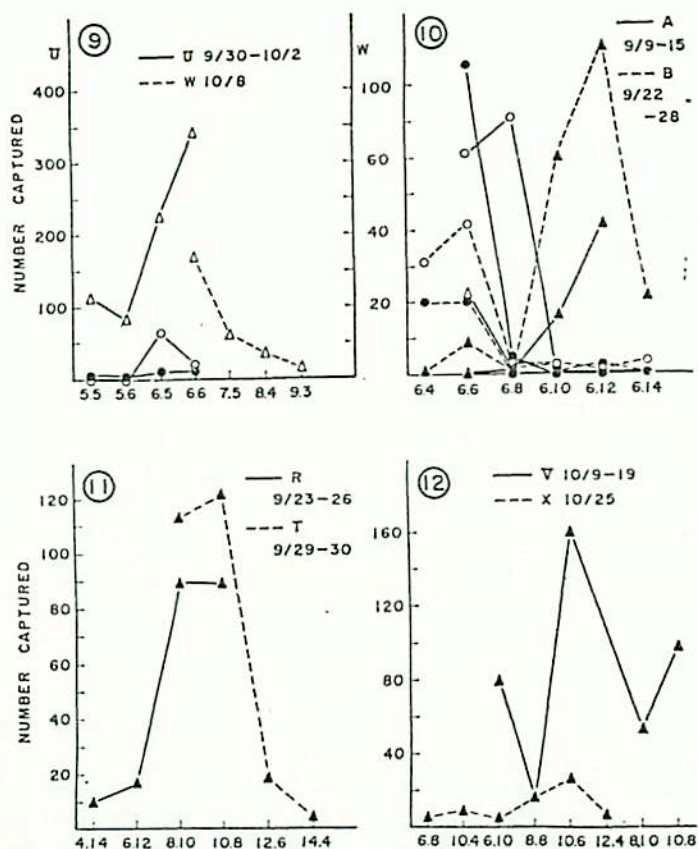 ⑨
U
U 9/30-10/2
W 10/8
W
400
350
300
250
200
100
NUMBER CAPTURED
5.5 5.6 6.5 6.6 7.5 8.4 9.3
⑩
A
9/9-15
B
9/22
-28
100
80
60
40
20
6.4 6.6 6.8 6.10 6.12 6.14
⑪
R
9/23-26
T
9/29-30
120
100
80
60
40
20
NUMBER CAPTURED
4.14 6.12 8.10 10.8 12.6 14.4
⑫
V 10/9-19
X 10/25
160
120
80
40
6.8 10.4 6.10 8.8 10.6 12.4 8.10 10.8